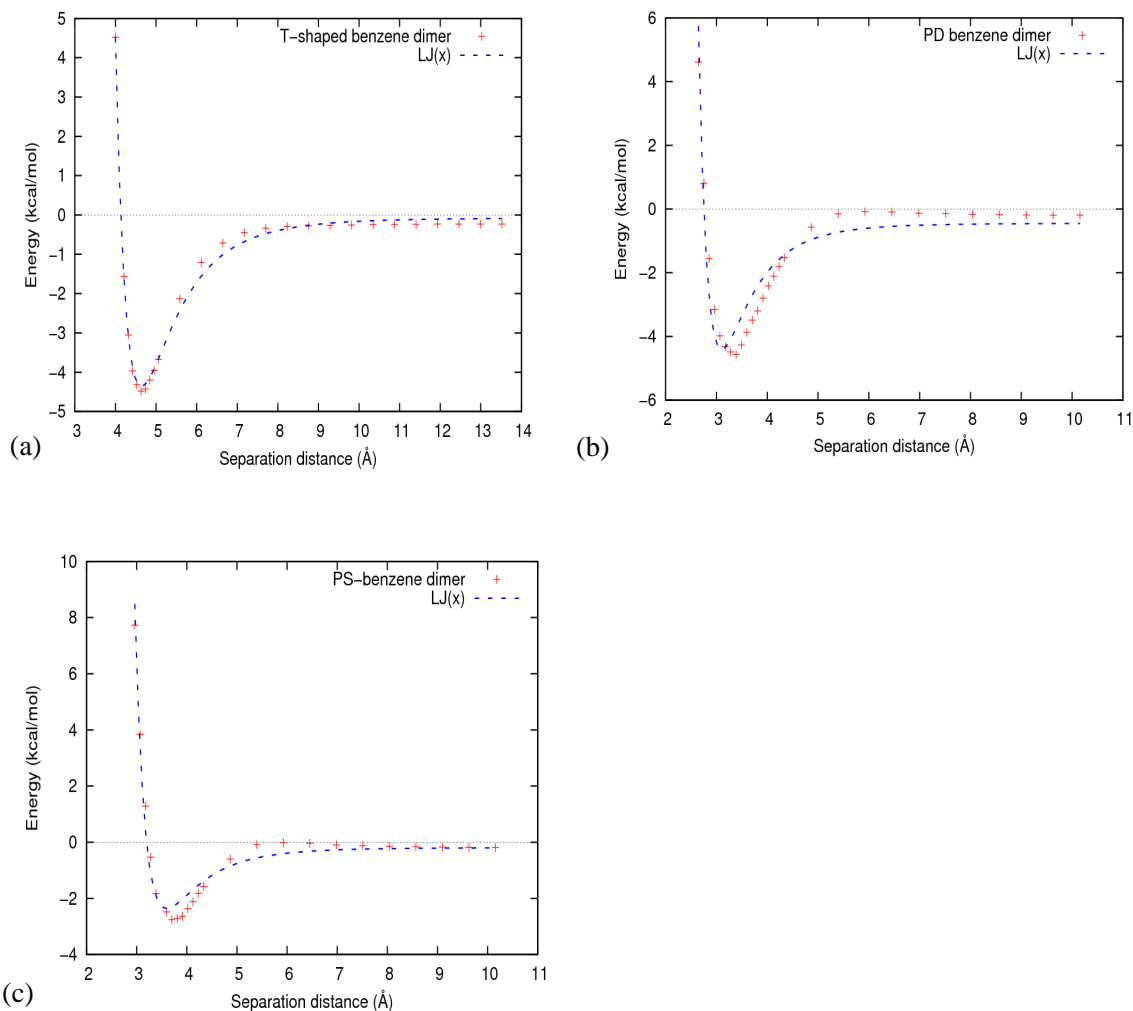 T-shaped benzene dimer
LJ(x)
5
4
3
2
1
0
-1
-2
-3
-4
-5
Energy (kcal/mol)
3 4 5 6 7 8 9 10 11 12 13 14
Separation distance (Å)
(a)
PD benzene dimer
LJ(x)
6
4
2
0
-2
-4
-6
Energy (kcal/mol)
2 3 4 5 6 7 8 9 10 11
Separation distance (Å)
(b)
PS-benzene dimer
LJ(x)
10
8
6
4
2
0
-2
-4
Energy (kcal/mol)
2 3 4 5 6 7 8 9 10 11
Separation distance (Å)
(c)